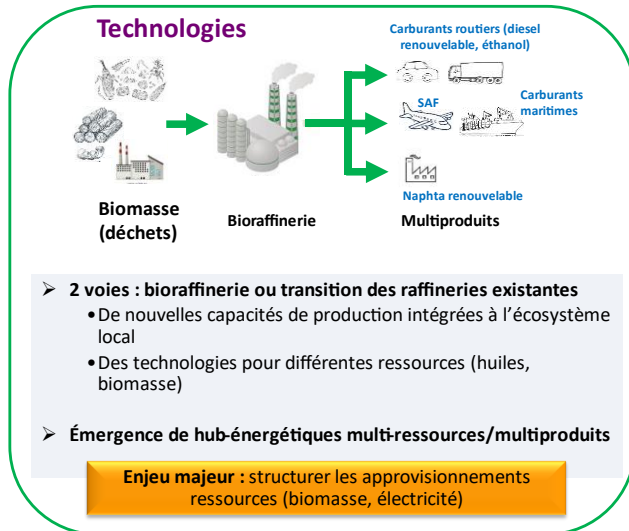 Technologies
Carburants routiers (diesel
renouvelable, éthanol)
SAF
Carburants
maritimes
Naphta renouvelable
Biomasse
(déchets)
Bioraffinerie
Multiproduits
➢ 2 voies : bioraffinerie ou transition des raffineries existantes
•De nouvelles capacités de production intégrées à l’écosystème
local
•Des technologies pour différentes ressources (huiles,
biomasse)
➢ Émergence de hub-énergétiques multi-ressources/multiproduits
Enjeu majeur : structurer les approvisionnements
ressources (biomasse, électricité)